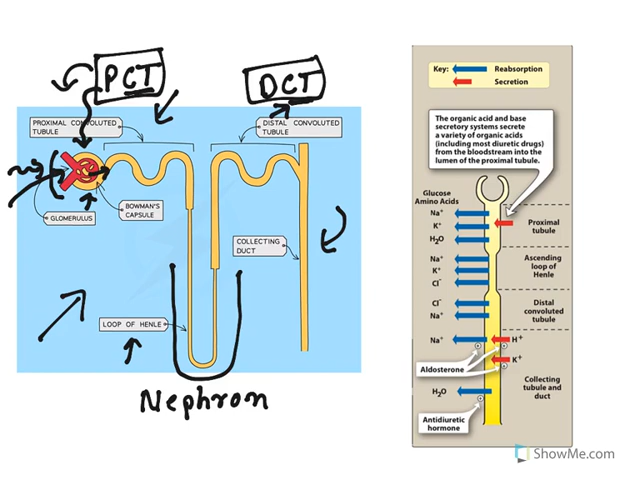 PCT
DCT
PROXIMAL CONVOLUTED
TUBULE
DISTAL CONVOLUTED
TUBULE
GLOMERULUS
BOWMAN'S
CAPSULE
COLLECTING
DUCT
LOOP OF HENLE
Nephron
Key:
Reabsorption
Secretion
The organic acid and base
secretory systems secrete
a variety of organic acids
(including most diuretic drugs)
from the bloodstream into the
lumen of the proximal tubule.
Glucose
Amino Acids
Na⁺
K⁺
H₂O
Proximal
tubule
Na⁺
K⁺
Cl⁻
Ascending
loop of
Henle
Cl⁻
Na⁺
Distal
convoluted
tubule
Na⁺
H⁺
K⁺
Aldosterone
H₂O
Collecting
tubule and
duct
Antidiuretic
hormone
ShowMe.com